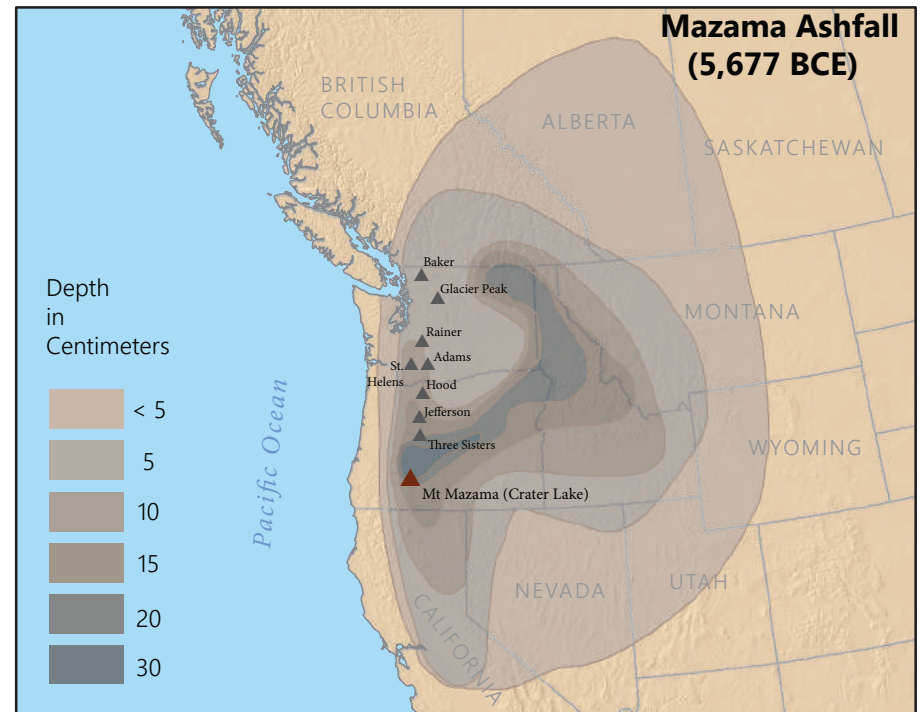 Mazama Ashfall
(5,677 BCE)
BRITISH
COLUMBIA
ALBERTA
SASKATCHEWAN
Baker
Glacier Peak
MONTANA
Rainer
St.
Helens
Adams
Hood
Jefferson
Three Sisters
WYOMING
Mt Mazama (Crater Lake)
Pacific Ocean
NEVADA
UTAH
CALIFORNIA
Depth
in
Centimeters
< 5
5
10
15
20
30